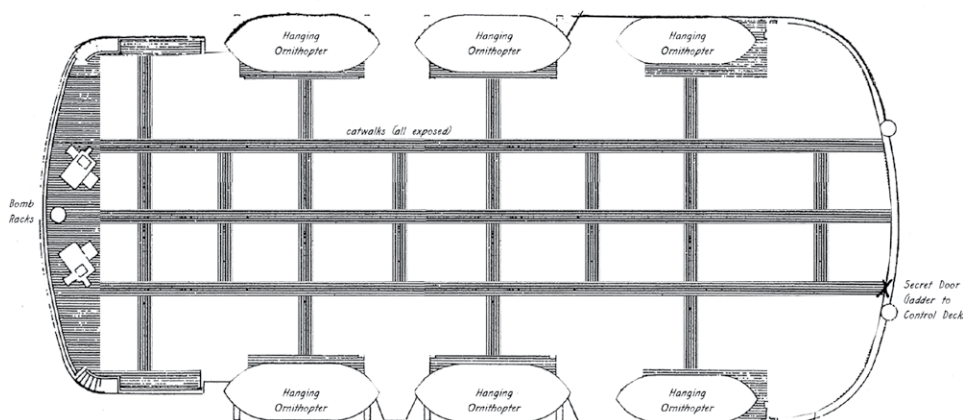 Hanging
Ornithopter
Hanging
Ornithopter
Hanging
Ornithopter
catwalks (all exposed)
Bomb
Racks
Secret Door
(ladder to
Control Deck
Hanging
Ornithopter
Hanging
Ornithopter
Hanging
Ornithopter